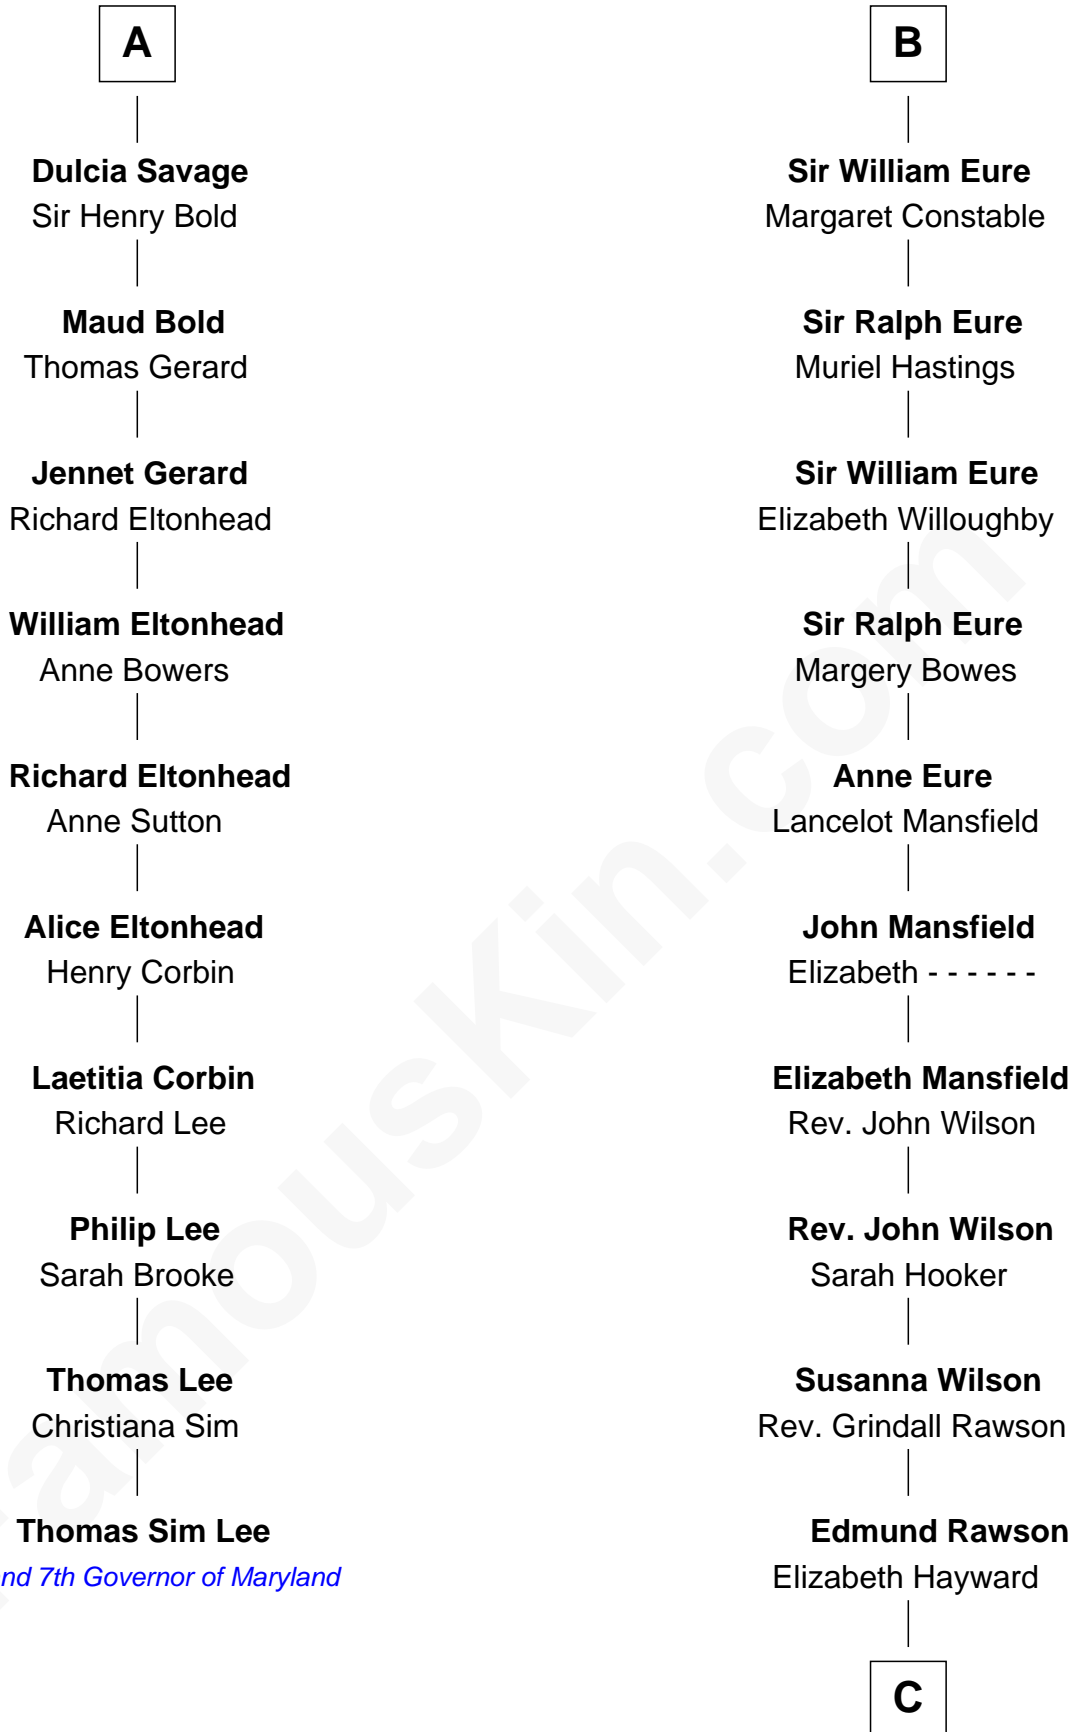 A
Dulcia Savage
Sir Henry Bold
Maud Bold
Thomas Gerard
Jennet Gerard
Richard Eltonhead
William Eltonhead
Anne Bowers
Richard Eltonhead
Anne Sutton
Alice Eltonhead
Henry Corbin
Laetitia Corbin
Richard Lee
Philip Lee
Sarah Brooke
Thomas Lee
Christiana Sim
Thomas Sim Lee
nd 7th Governor of Maryland
B
Sir William Eure
Margaret Constable
Sir Ralph Eure
Muriel Hastings
Sir William Eure
Elizabeth Willoughby
Sir Ralph Eure
Margery Bowes
Anne Eure
Lancelot Mansfield
John Mansfield
Elizabeth - - - - - -
Elizabeth Mansfield
Rev. John Wilson
Rev. John Wilson
Sarah Hooker
Susanna Wilson
Rev. Grindall Rawson
Edmund Rawson
Elizabeth Hayward
C
FamousKin.com